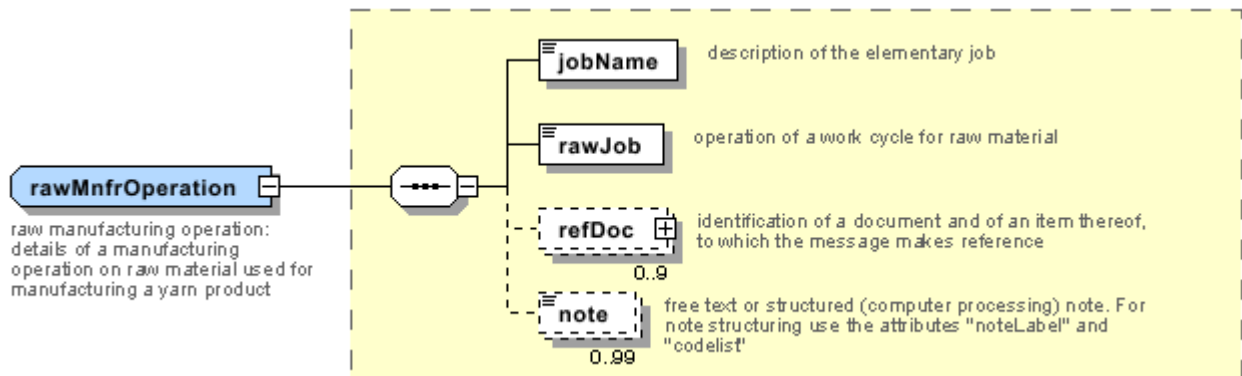 jobName
description of the elementary job
rawJob
operation of a work cycle for raw material
rawMnfrOperation
raw manufacturing operation:
details of a manufacturing
operation on raw material used for
manufacturing a yarn product
refDoc
0..9
identification of a document and of an item thereof,
to which the message makes reference
note
0..99
free text or structured (computer processing) note. For
note structuring use the attributes "noteLabel" and
"codelist"